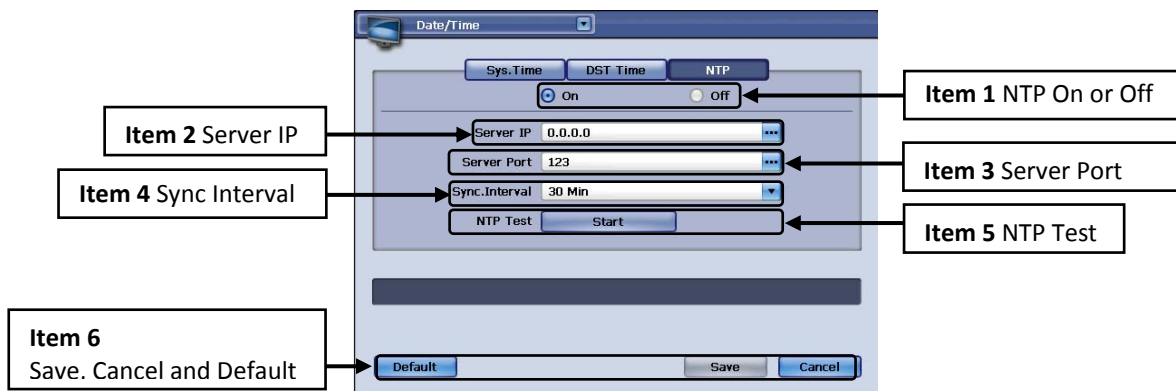 Date/Time
Sys.Time DST Time NTP
On Off
Item 1 NTP On or Off
Item 2 Server IP
Server IP 0.0.0.0 ...
Server Port 123 ...
Item 3 Server Port
Item 4 Sync Interval
Sync.Interval 30 Min
NTP Test Start
Item 5 NTP Test
Item 6
Save. Cancel and Default
Default Save Cancel